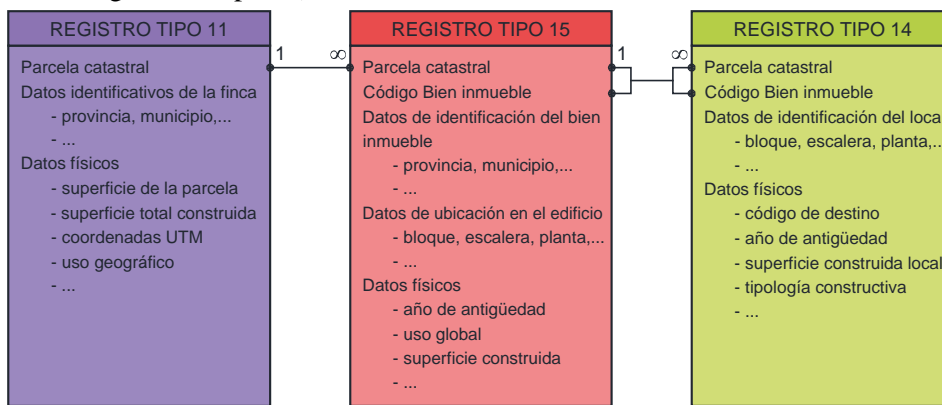 REGISTRO TIPO 11
Parcela catastral
Datos identificativos de la finca
- provincia, municipio,...
- ...
Datos físicos
- superficie de la parcela
- superficie total construida
- coordenadas UTM
- uso geográfico
- ...
1
∞
REGISTRO TIPO 15
Parcela catastral
Código Bien inmueble
Datos de identificación del bien
inmueble
- provincia, municipio,...
- ...
Datos de ubicación en el edificio
- bloque, escalera, planta,...
- ...
Datos físicos
- año de antigüedad
- uso global
- superficie construida
- ...
1
∞
REGISTRO TIPO 14
Parcela catastral
Código Bien inmueble
Datos de identificación del loca
- bloque, escalera, planta,..
- ...
Datos físicos
- código de destino
- año de antigüedad
- superficie construida local
- tipología constructiva
- ...